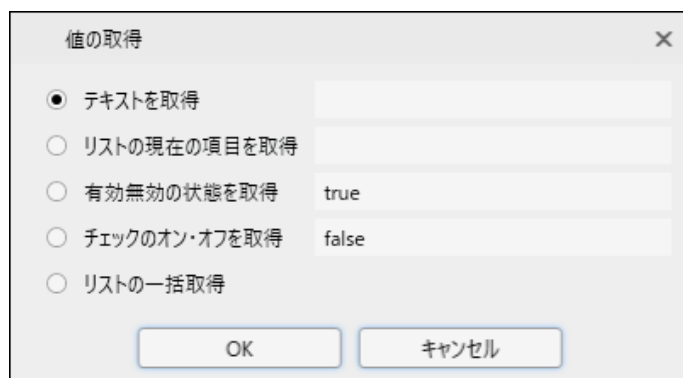 値の取得
テキストを取得
リストの現在の項目を取得
有効無効の状態を取得 true
チェックのオン・オフを取得 false
リストの一括取得
OK キャンセル